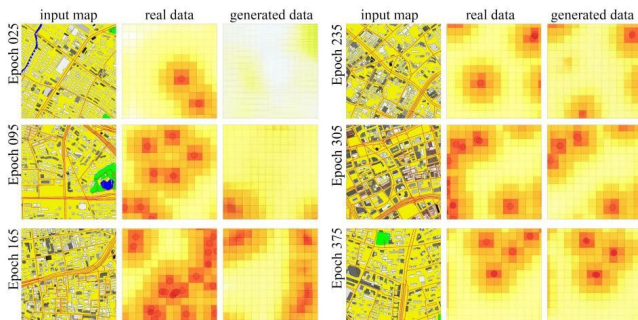 input map real data generated data input map real data generated data
Epoch 025
Epoch 235
Epoch 095
Epoch 305
Epoch 165
Epoch 375